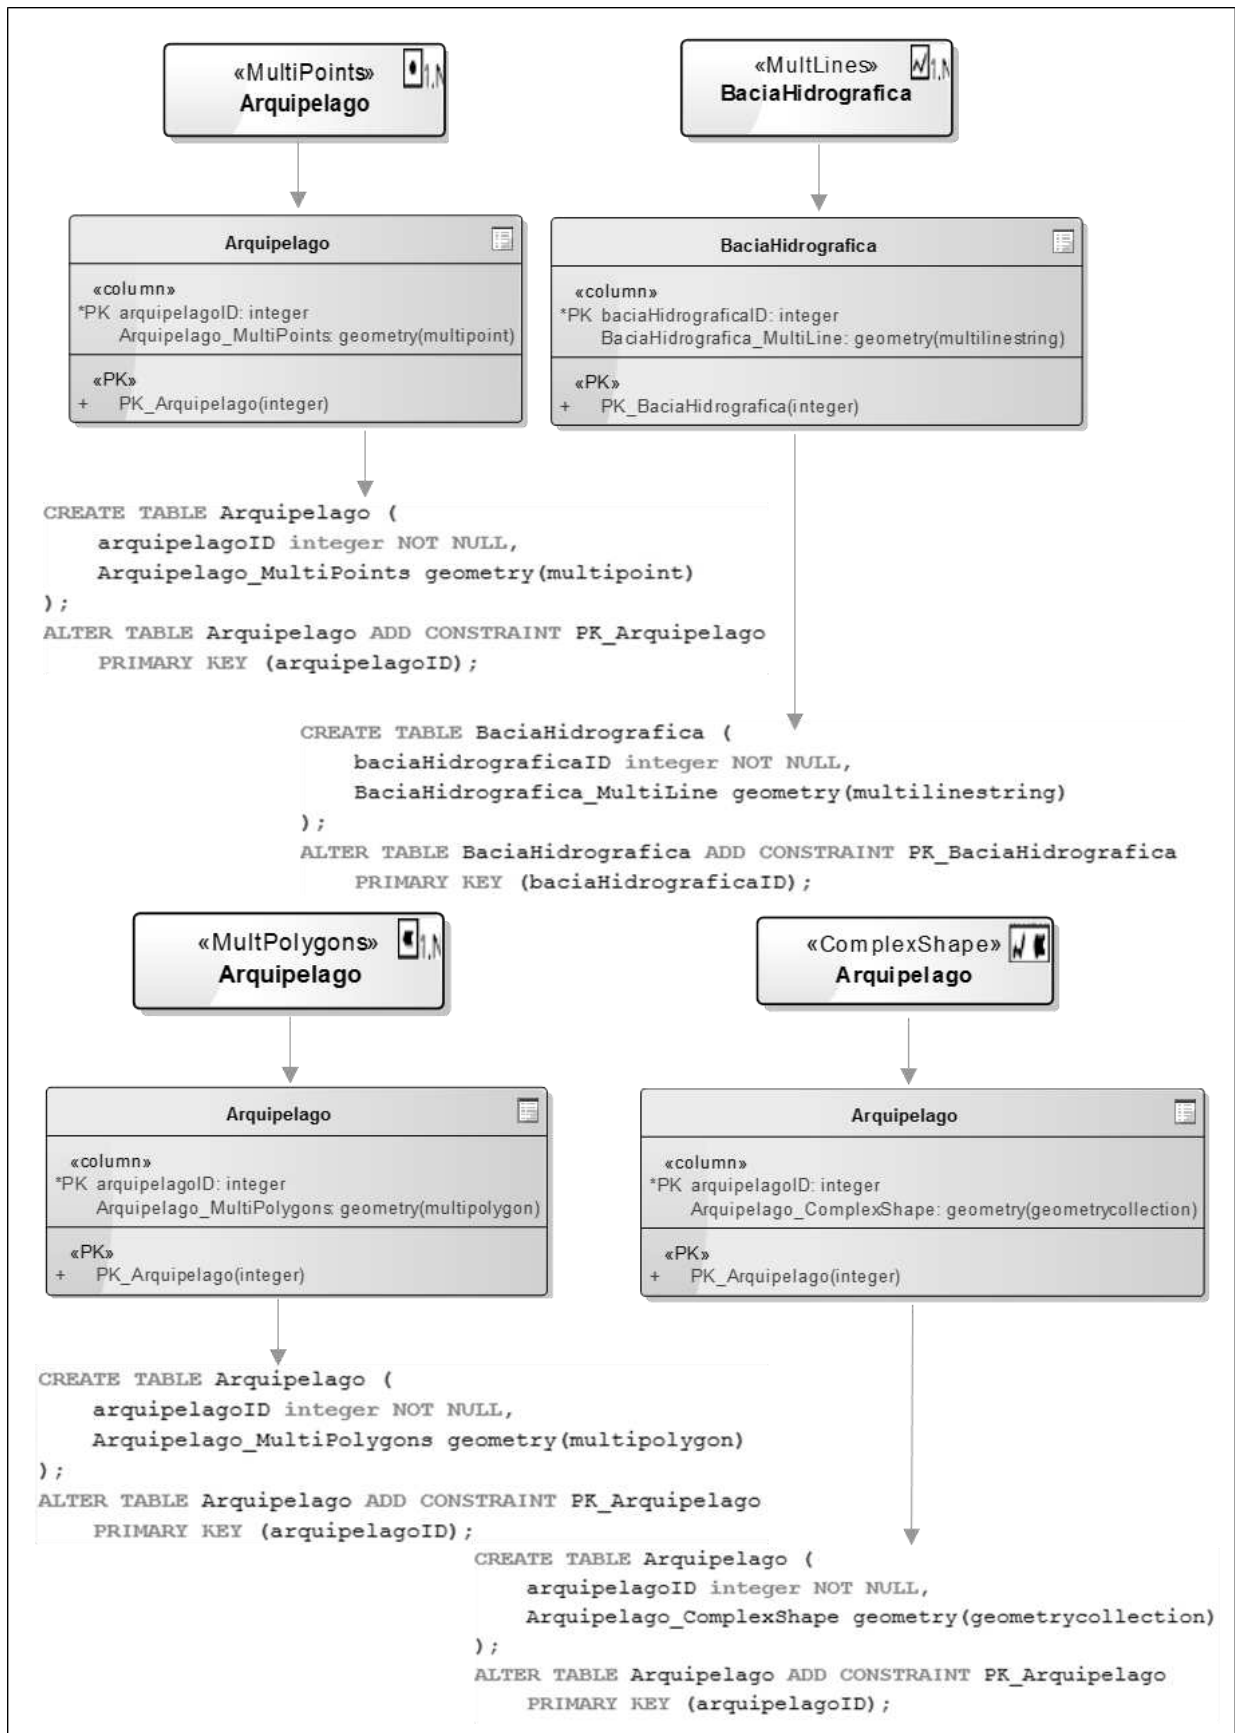 «MultiPoints»
1,N
Arquipelago
Arquipelago
«column»
*PK arquipelagoID: integer
Arquipelago_MultiPoints: geometry(multipoint)
«PK»
+ PK_Arquipelago(integer)
CREATE TABLE Arquipelago (
arquipelagoID integer NOT NULL,
Arquipelago_MultiPoints geometry(multipoint)
);
ALTER TABLE Arquipelago ADD CONSTRAINT PK_Arquipelago
PRIMARY KEY (arquipelagoID);
«MultLines»
1,N
BaciaHidrografica
BaciaHidrografica
«column»
*PK baciaHidrograficaID: integer
BaciaHidrografica_MultiLine: geometry(multilinestring)
«PK»
+ PK_BaciaHidrografica(integer)
CREATE TABLE BaciaHidrografica (
baciaHidrograficaID integer NOT NULL,
BaciaHidrografica_MultiLine geometry(multilinestring)
);
ALTER TABLE BaciaHidrografica ADD CONSTRAINT PK_BaciaHidrografica
PRIMARY KEY (baciaHidrograficaID);
«MultPolygons»
1,N
Arquipelago
Arquipelago
«column»
*PK arquipelagoID: integer
Arquipelago_MultiPolygons: geometry(multipolygon)
«PK»
+ PK_Arquipelago(integer)
CREATE TABLE Arquipelago (
arquipelagoID integer NOT NULL,
Arquipelago_MultiPolygons geometry(multipolygon)
);
ALTER TABLE Arquipelago ADD CONSTRAINT PK_Arquipelago
PRIMARY KEY (arquipelagoID);
«ComplexShape»
Arquipelago
Arquipelago
«column»
*PK arquipelagoID: integer
Arquipelago_ComplexShape: geometry(geometrycollection)
«PK»
+ PK_Arquipelago(integer)
CREATE TABLE Arquipelago (
arquipelagoID integer NOT NULL,
Arquipelago_ComplexShape geometry(geometrycollection)
);
ALTER TABLE Arquipelago ADD CONSTRAINT PK_Arquipelago
PRIMARY KEY (arquipelagoID);